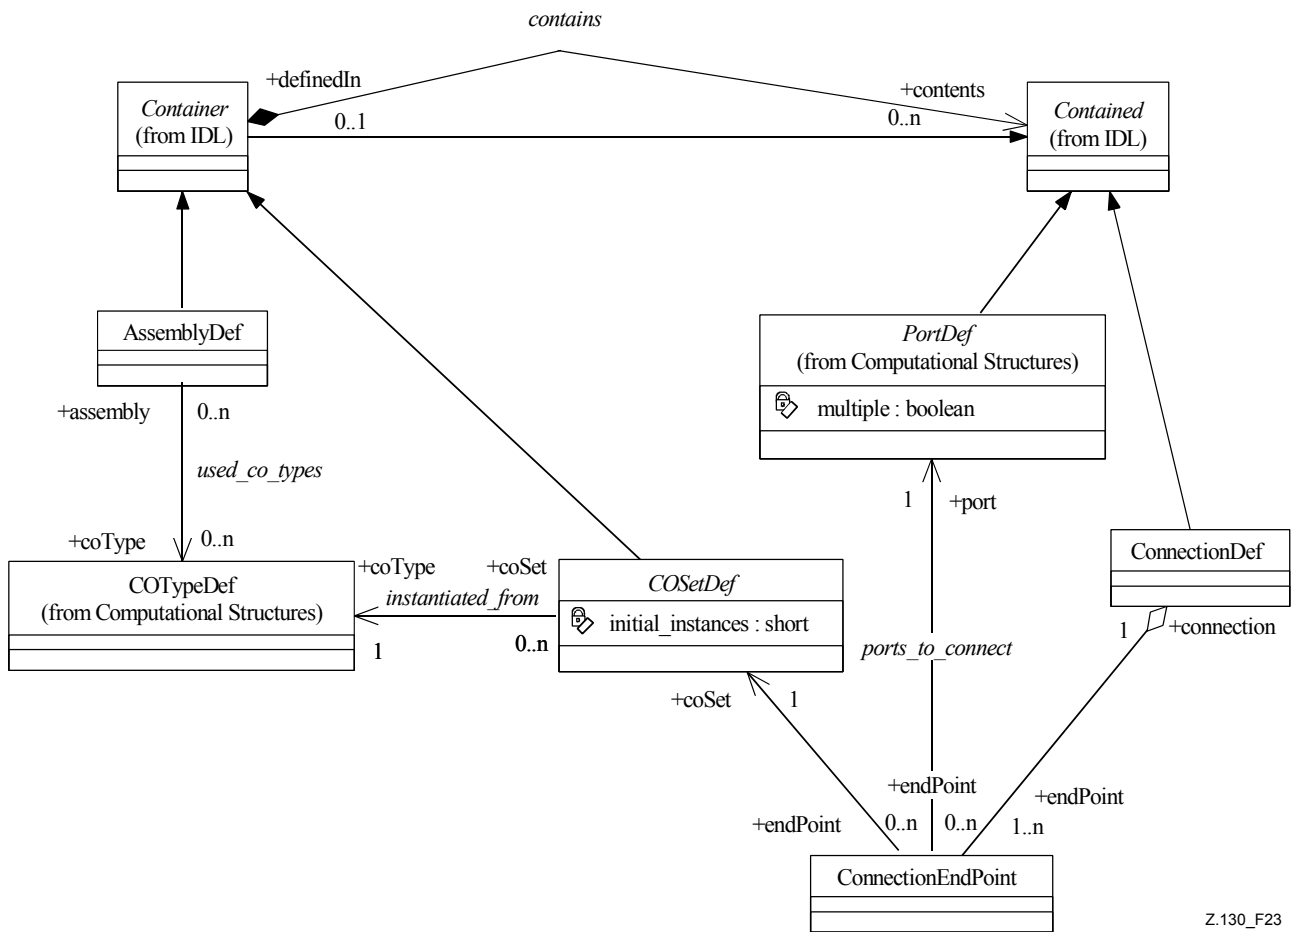 contains
+definedIn
+contents
Container
(from IDL)
0..1
0..n
Contained
(from IDL)
AssemblyDef
PortDef
(from Computational Structures)
multiple : boolean
+assembly
0..n
used_co_types
+coType
0..n
1
+port
ConnectionDef
COTypeDef
(from Computational Structures)
+coType
+coSet
instantiated_from
1
0..n
COSetDef
initial_instances : short
ports_to_connect
1
+connection
+coSet
1
+endPoint
+endPoint
+endPoint
0..n
0..n
1..n
ConnectionEndPoint
Z.130_F23